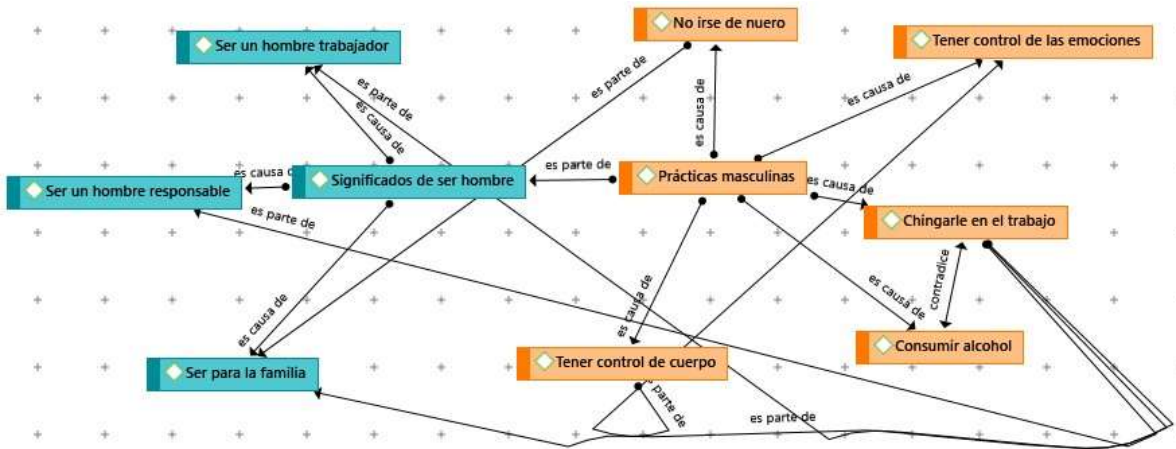 No irse de nuero
Ser un hombre trabajador
Tener control de las emociones
es parte de
es parte de
es causa de
es causa de
es causa de
es causa de
es parte de
Significados de ser hombre
Prácticas masculinas
es causa de
Ser un hombre responsable
es parte de
Chingarle en el trabajo
contradice
es causa de
es causa de
es causa de
Consumir alcohol
Ser para la familia
Tener control de cuerpo
es parte de
es parte de